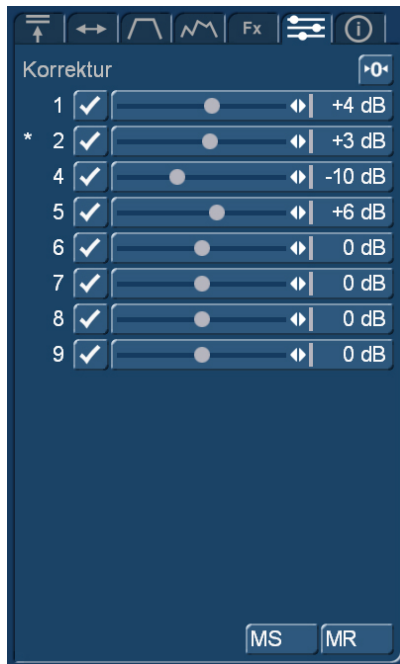 Fx
Korrektur 0
1 +4 dB
* 2 +3 dB
4 -10 dB
5 +6 dB
6 0 dB
7 0 dB
8 0 dB
9 0 dB
MS MR